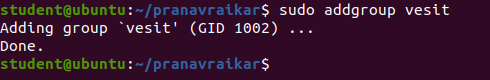 student@ubuntu:~/pranavraikar$ sudo addgroup vesit
Adding group `vesit' (GID 1002) ...
Done.
student@ubuntu:~/pranavraikar$